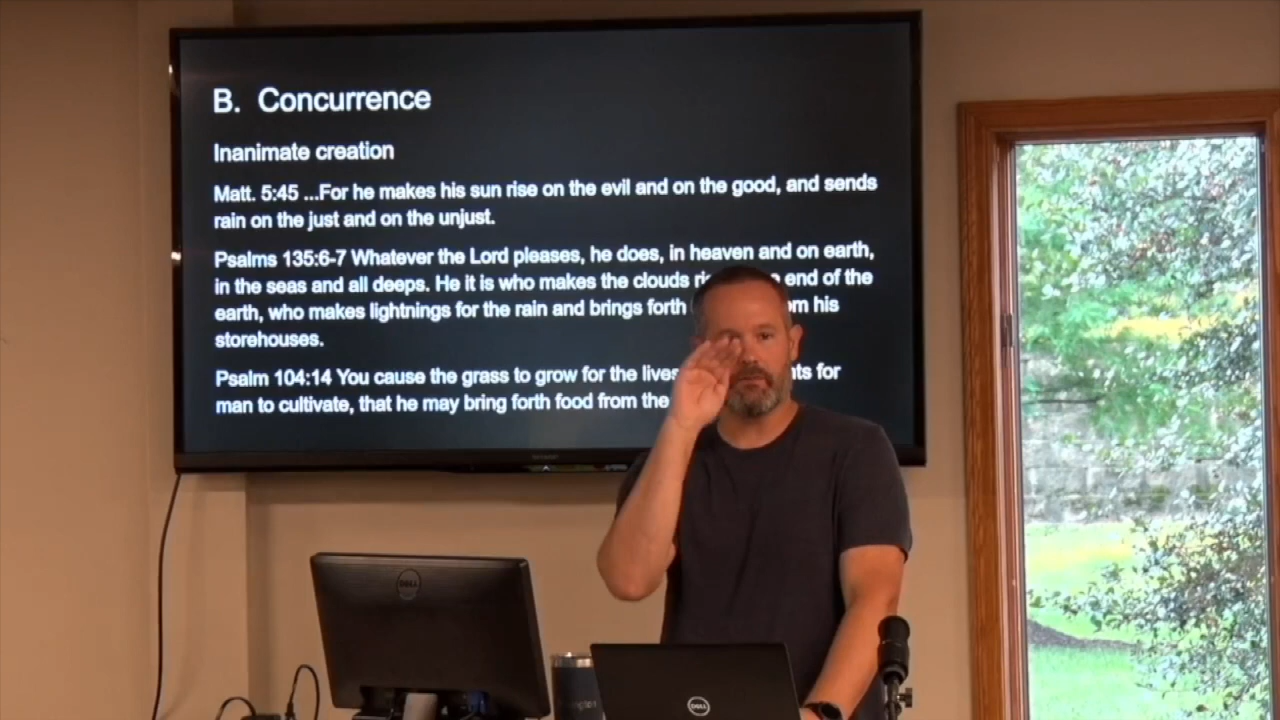 B. Concurrence
Inanimate creation
Matt. 5:45 ...For he makes his sun rise on the evil and on the good, and sends
rain on the just and on the unjust.
Psalms 135:6-7 Whatever the Lord pleases, he does, in heaven and on earth,
in the seas and all deeps. He it is who makes the clouds end of the
earth, who makes lightnings for the rain and brings forth his
storehouses.
Psalm 104:14 You cause the grass to grow for the for
man to cultivate, that he may bring forth food from the
DELL
DELL